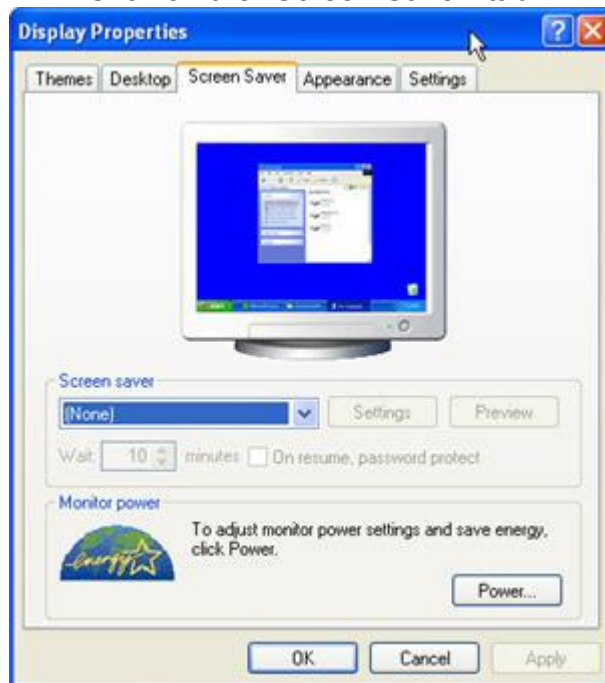 Display Properties
Themes Desktop Screen Saver Appearance Settings
Screen saver
(None) Settings Preview
Wait: 10 minutes On resume, password protect
Monitor power
To adjust monitor power settings and save energy,
click Power.
energy
Power...
OK Cancel Apply